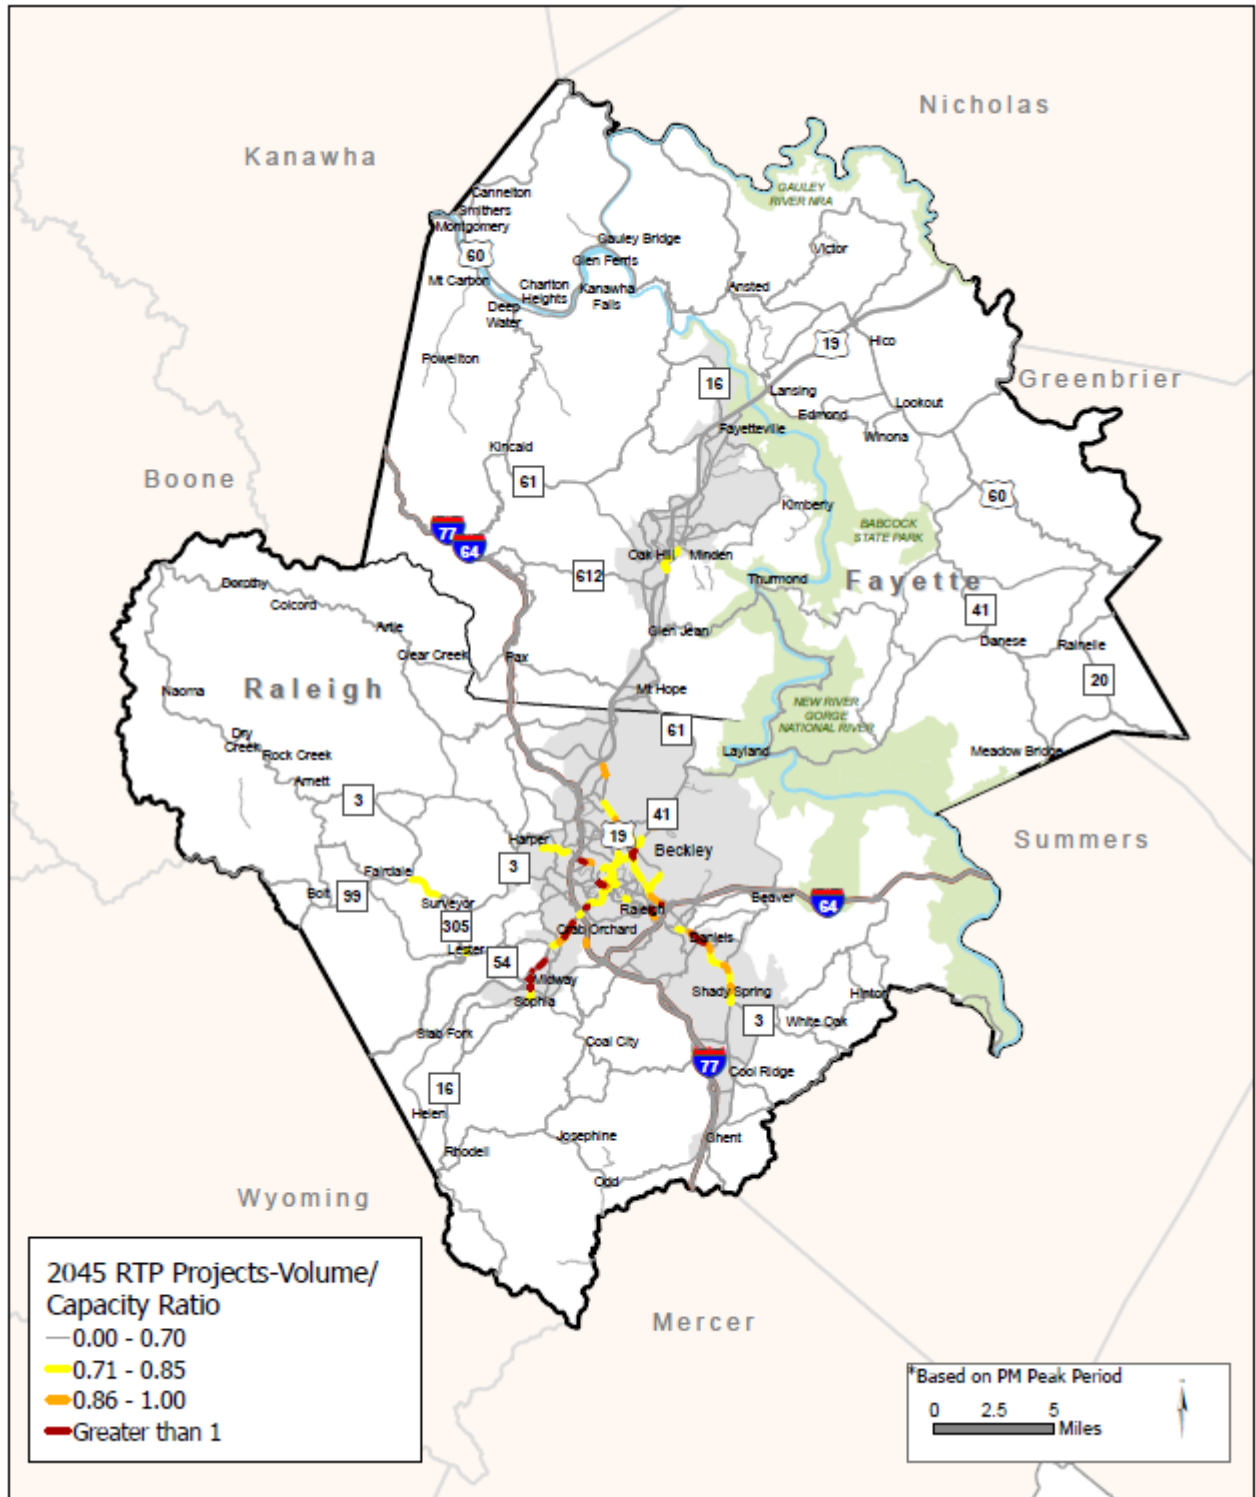 Nicholas
Kanawha
GAULEY
RIVER NRA
Cannelton
Smithers
Montgomery
60
Gauley Bridge
Victor
Glen Ferris
Mt Carbon
Charlton
Heights
Kanawha
Falls
Ansted
Deep
Water
19
Hico
Powellton
Greenbrier
16
Lansing
Lookout
Edmond
Fayetteville
Winona
Kincaid
Boone
61
60
Kimberly
77
BABCOCK
STATE PARK
64
Oak Hill
Minden
612
Thurmond
Fayette
Dorothy
Colcord
41
Artie
Glen Jean
Danese
Rainelle
Clear Creek
Pax
20
Naoma
Raleigh
Mt Hope
NEW RIVER
GORGE
NATIONAL RIVER
61
Dry
Creek
Rock Creek
Layland
Meadow Bridge
Arnett
3
41
19
Harper
Beckley
Summers
3
Fairdale
Bolt
99
Surveyor
Beaver
64
Raleigh
305
Crab Orchard
Daniels
Lester
54
Midway
Sophia
Shady Spring
Hinton
3
White Oak
Slab Fork
Coal City
77
Cool Ridge
16
Helen
Josephine
Ghent
Rhodell
Odd
Wyoming
Mercer
2045 RTP Projects-Volume/
Capacity Ratio
0.00 - 0.70
0.71 - 0.85
0.86 - 1.00
Greater than 1
*Based on PM Peak Period
0 2.5 5
Miles